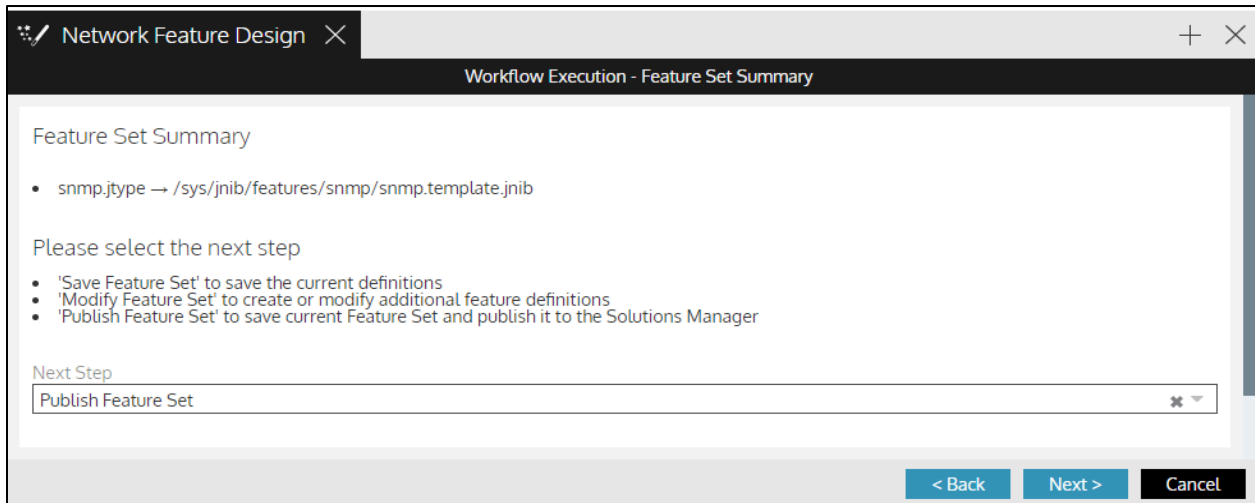 Network Feature Design
Workflow Execution - Feature Set Summary
Feature Set Summary
• snmp.jtype → /sys/jnib/features/snmp/snmp.template.jnib
Please select the next step
• 'Save Feature Set' to save the current definitions
• 'Modify Feature Set' to create or modify additional feature definitions
• 'Publish Feature Set' to save current Feature Set and publish it to the Solutions Manager
Next Step
Publish Feature Set
< Back Next > Cancel